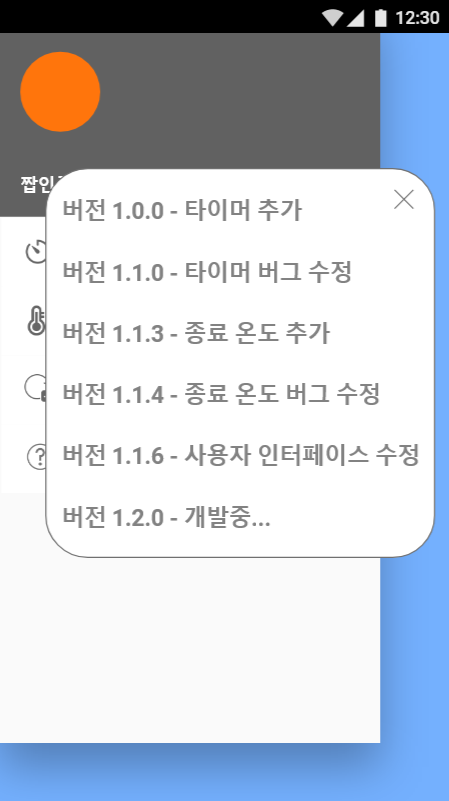 12:30
버전 1.0.0 - 타이머 추가
버전 1.1.0 - 타이머 버그 수정
버전 1.1.3 - 종료 온도 추가
버전 1.1.4 - 종료 온도 버그 수정
버전 1.1.6 - 사용자 인터페이스 수정
버전 1.2.0 - 개발중...